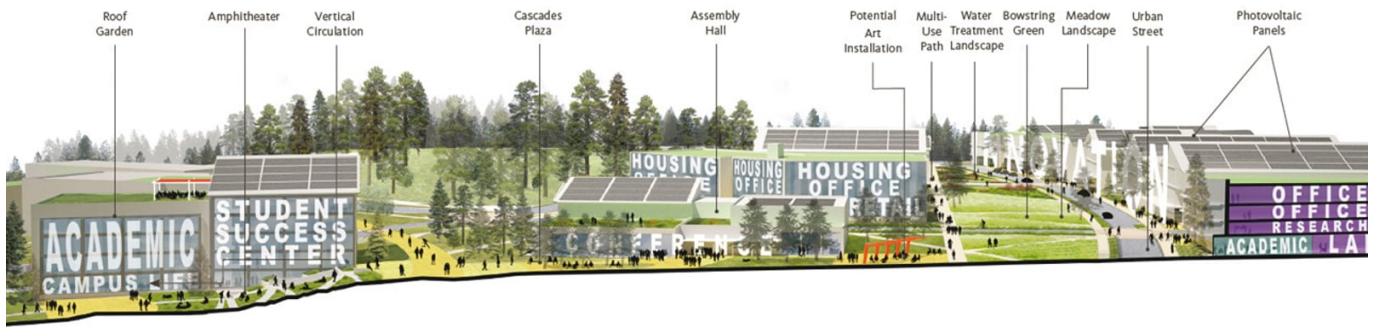 Roof
Garden
Amphitheater
Vertical
Circulation
Cascades
Plaza
Assembly
Hall
Potential
Art
Installation
Multi-
Use
Path
Water
Treatment
Landscape
Bowstring
Green
Meadow
Landscape
Urban
Street
Photovoltaic
Panels
ACADEMIC
CAMPUS LIFE
STUDENT
SUCCESS
CENTER
HOUSING
OFFICE
HOUSING
OFFICE
HOUSING
OFFICE
RETAIL
CONFERENCE
INNOVATION
OFFICE
OFFICE
RESEARCH
ACADEMIC LA